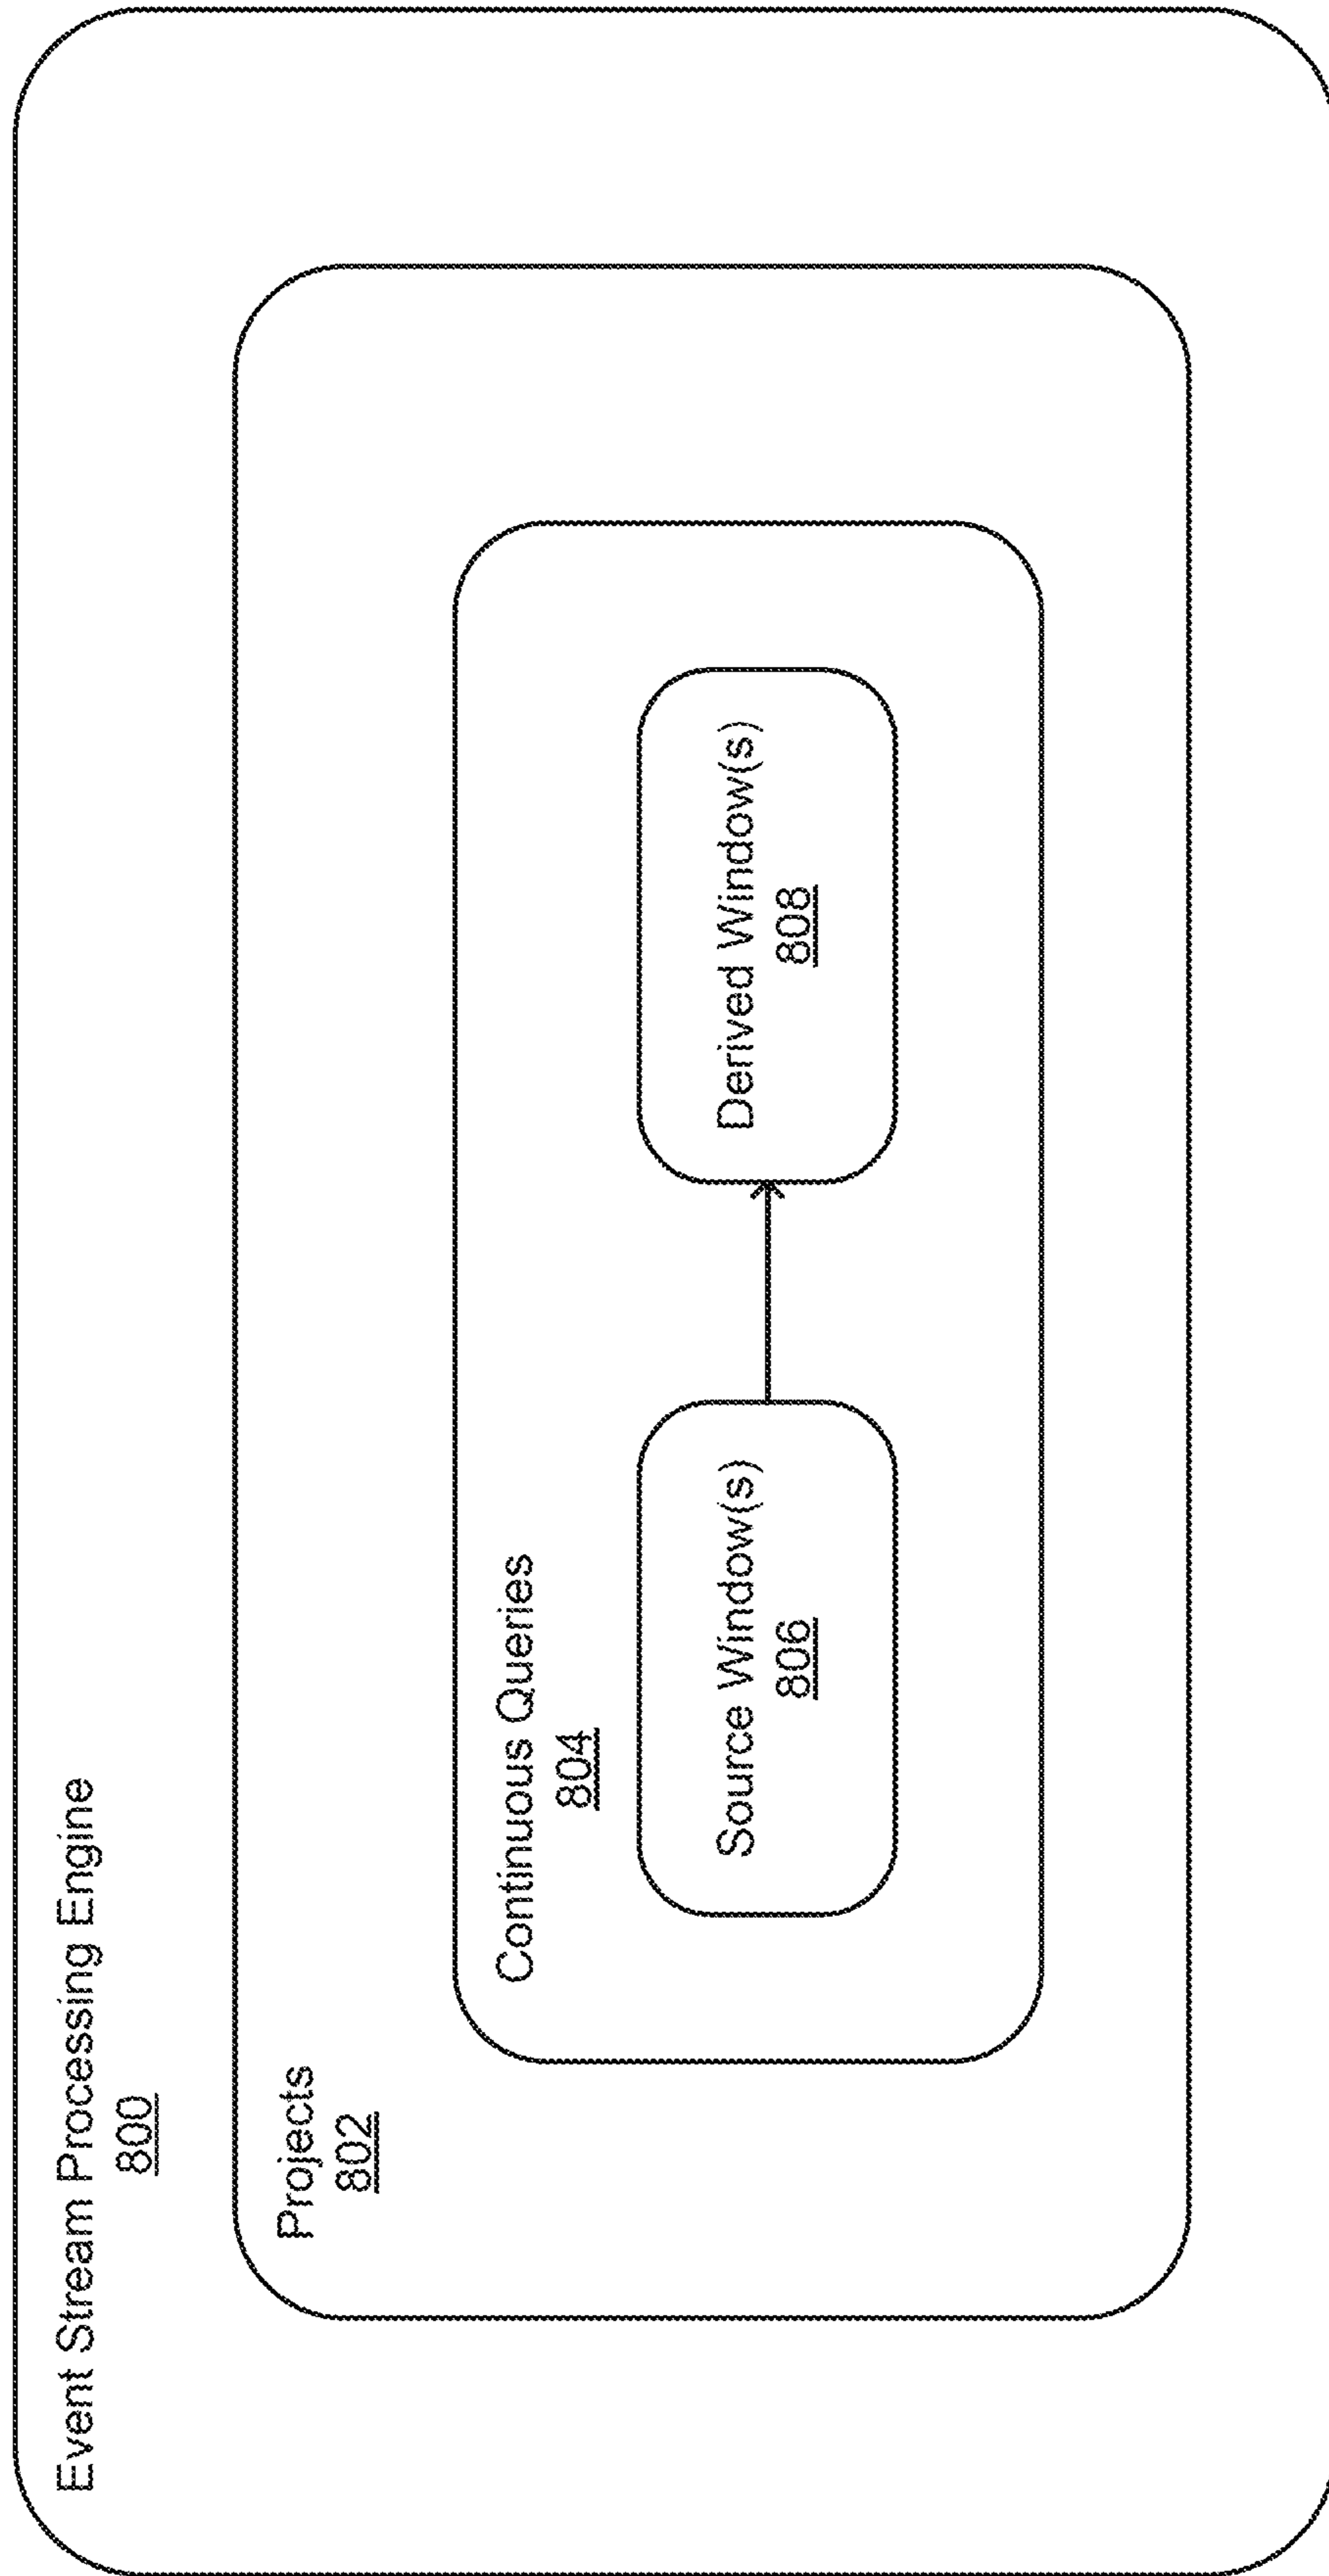 Event Stream Processing Engine
800
Projects
802
Continuous Queries
804
Source Window(s)
806
Derived Window(s)
808